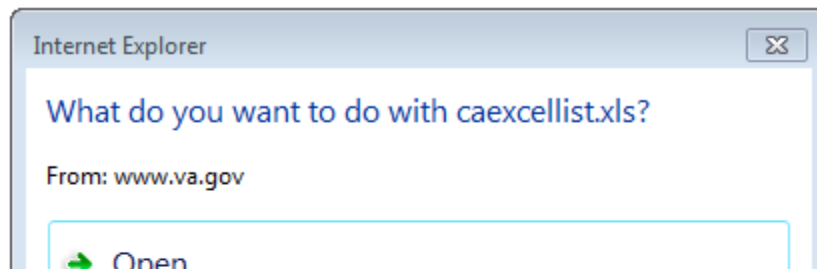 Internet Explorer
What do you want to do with caexcellist.xls?
From: www.va.gov
Open